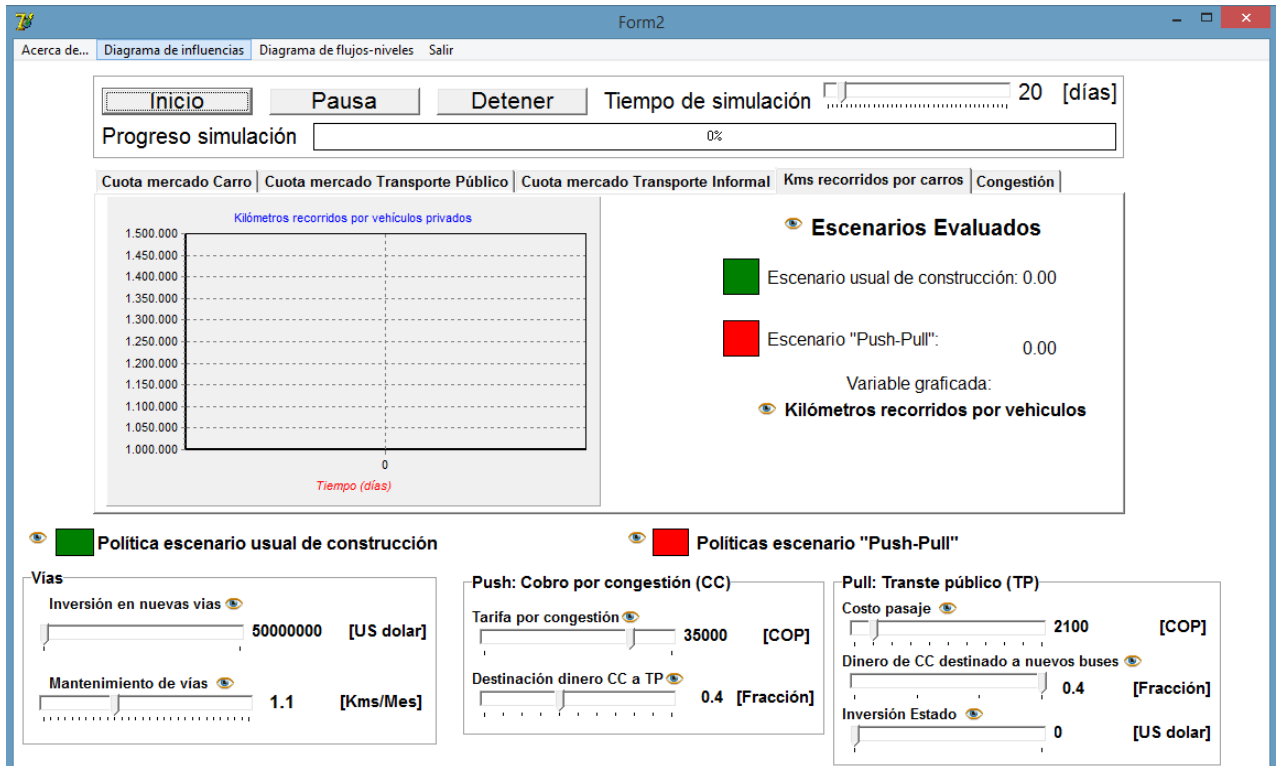 Form2
Acerca de... Diagrama de influencias Diagrama de flujos-niveles Salir
Inicio Pausa Detener Tiempo de simulación 20 [días]
Progreso simulación 0%
Cuota mercado Carro Cuota mercado Transporte Público Cuota mercado Transporte Informal Kms recorridos por carros Congestión
Kilómetros recorridos por vehículos privados
1.500.000
1.450.000
1.400.000
1.350.000
1.300.000
1.250.000
1.200.000
1.150.000
1.100.000
1.050.000
1.000.000
0
Tiempo (días)
Escenarios Evaluados
Escenario usual de construcción: 0.00
Escenario "Push-Pull": 0.00
Variable graficada:
Kilómetros recorridos por vehiculos
Política escenario usual de construcción
Políticas escenario "Push-Pull"
Vías
Inversión en nuevas vias
50000000 [US dolar]
Mantenimiento de vías
1.1 [Kms/Mes]
Push: Cobro por congestión (CC)
Tarifa por congestión
35000 [COP]
Destinación dinero CC a TP
0.4 [Fracción]
Pull: Transte público (TP)
Costo pasaje
2100 [COP]
Dinero de CC destinado a nuevos buses
0.4 [Fracción]
Inversión Estado
0 [US dolar]